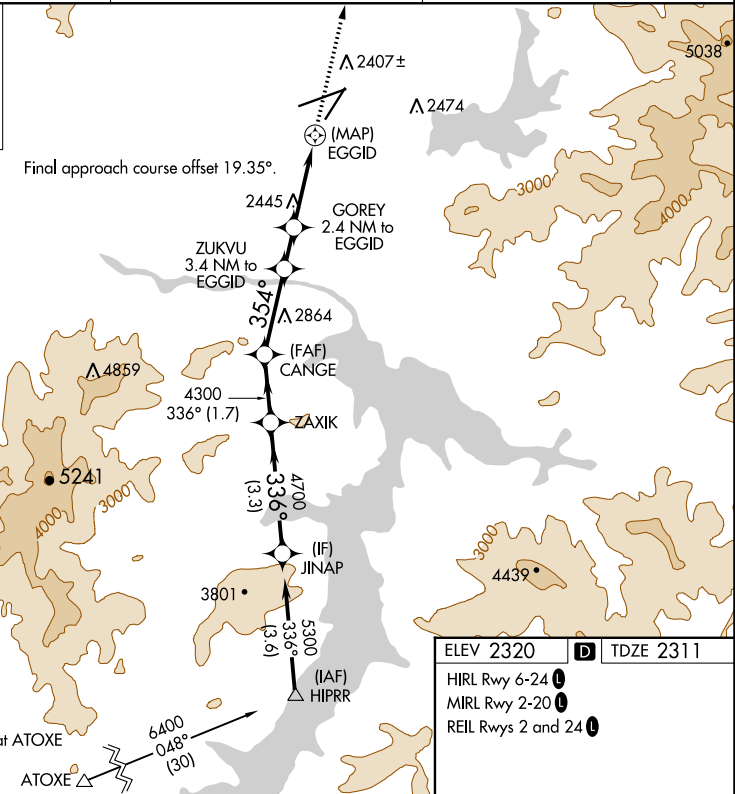 5038
2407±
2474
(MAP)
EGGID
Final approach course offset 19.35°.
3000
4000
2445
GOREY
2.4 NM to
EGGID
ZUKVU
3.4 NM to
EGGID
354°
2864
(FAF)
CANGE
4859
4300
336° (1.7)
ZAXIK
5241
3000
4000
4700
336°
(3.3)
3000
(IF)
JINAP
4439
3801
5300
336°
(3.6)
(IAF)
HIPRR
ELEV 2320 D TDZE 2311
HIRL Rwy 6-24 L
MIRL Rwy 2-20 L
REIL Rwys 2 and 24 L
6400
048°
(30)
at ATOXE
ATOXE